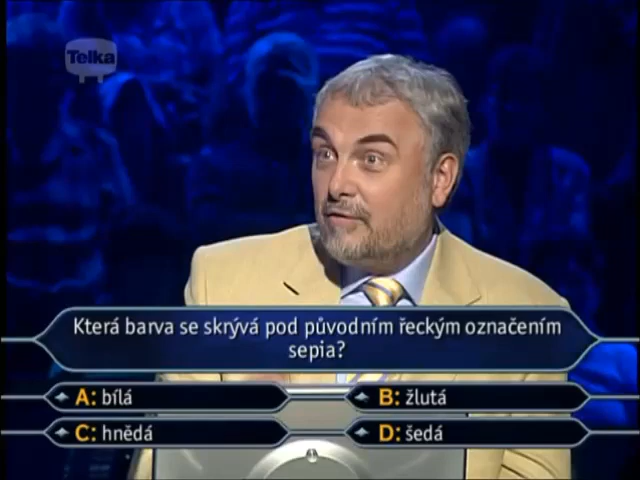 Telka
Která barva se skrývá pod původním řeckým označením
sepia?
A: bílá
B: žlutá
C: hnědá
D: šedá